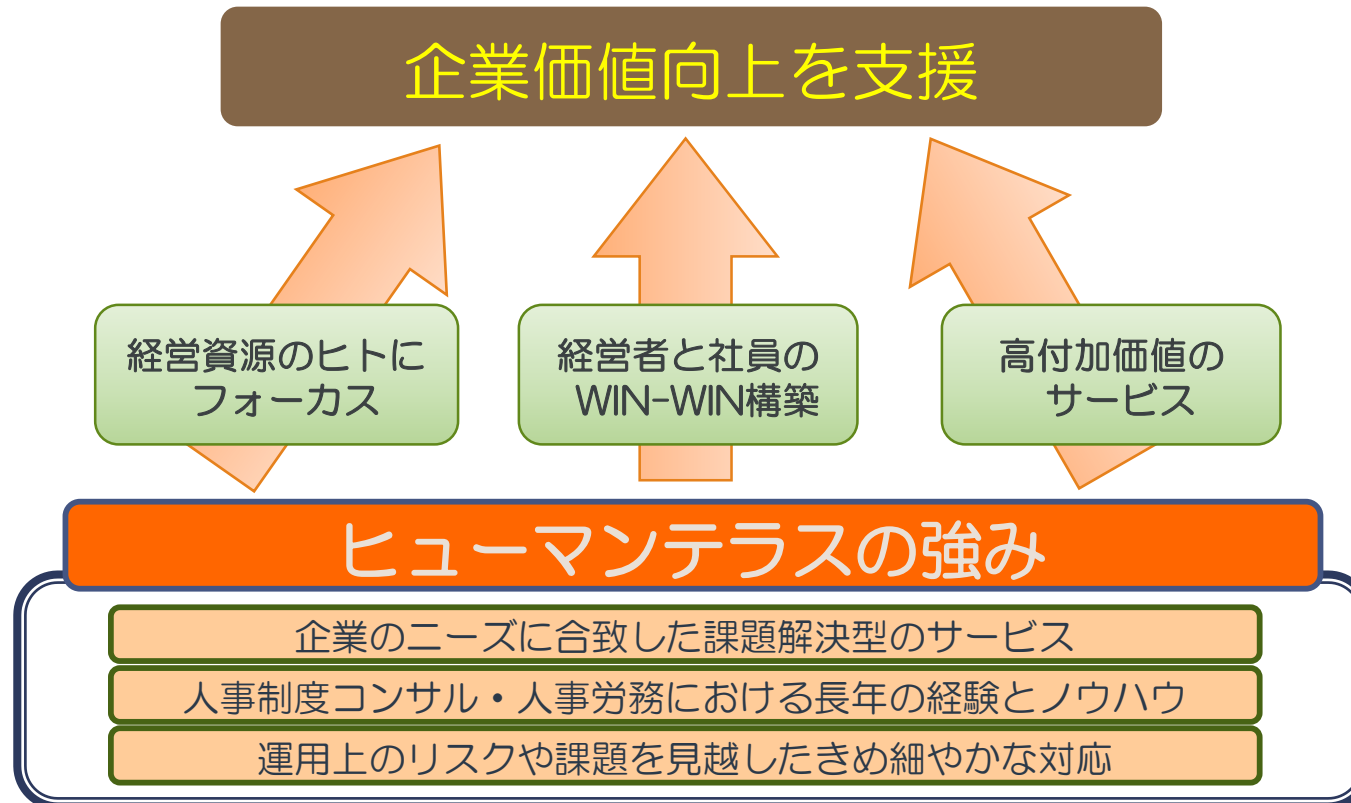 企業価値向上を支援
経営資源のヒトに
フォーカス
経営者と社員の
WIN-WIN構築
高付加価値の
サービス
ヒューマンテラスの強み
企業のニーズに合致した課題解決型のサービス
人事制度コンサル・人事労務における長年の経験とノウハウ
運用上のリスクや課題を見越したきめ細やかな対応